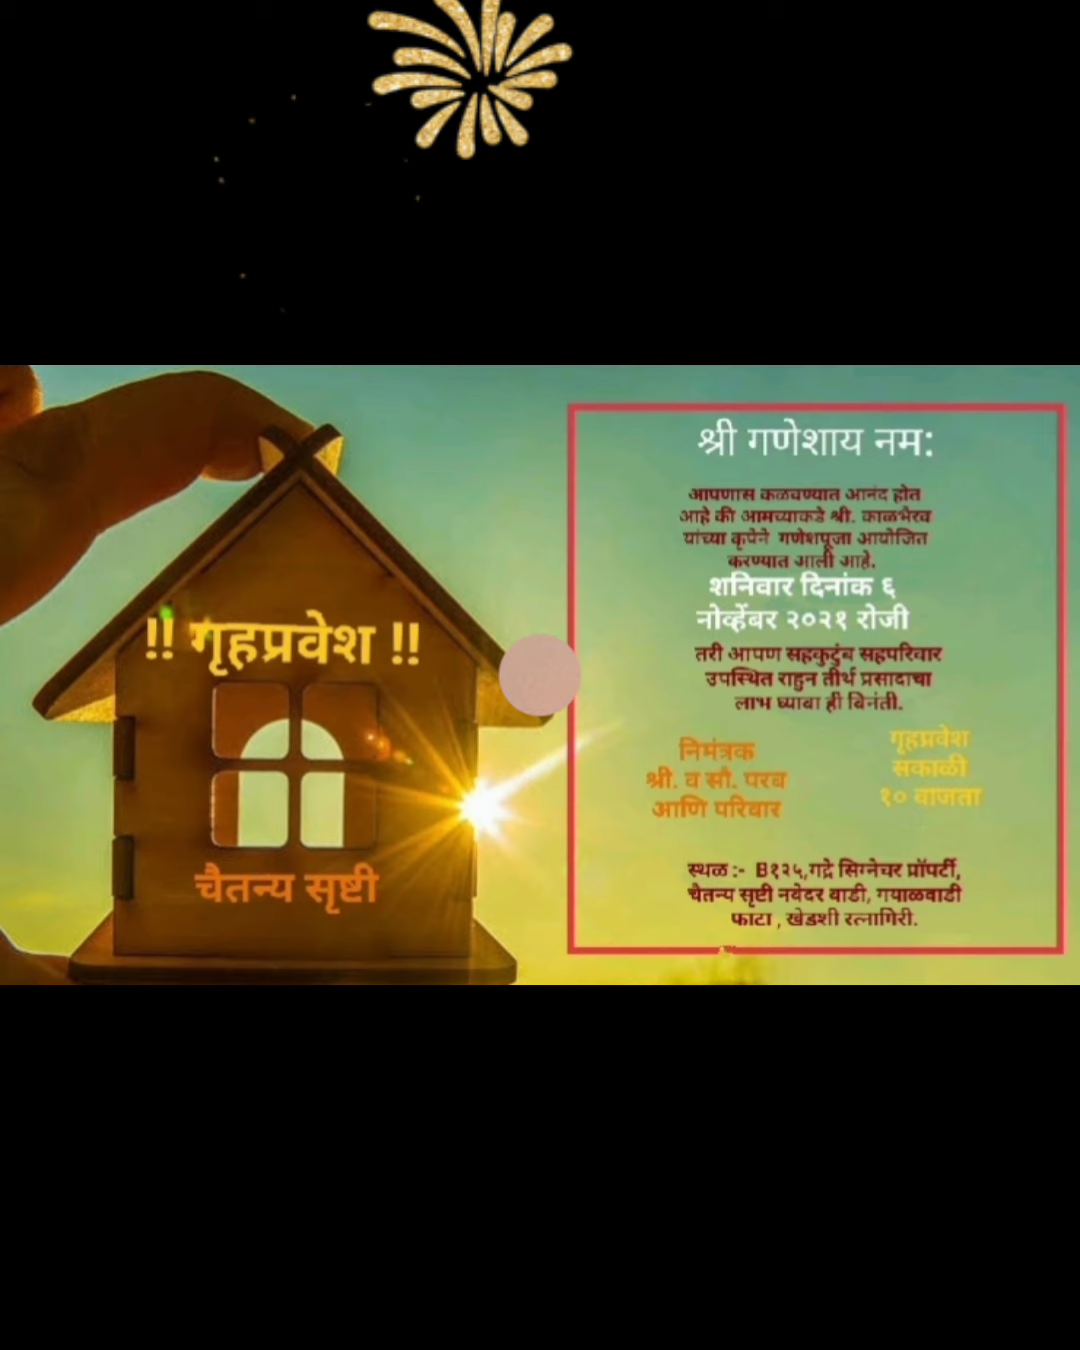 !! गृहप्रवेश !!
चैतन्य सृष्टी
श्री गणेशाय नम:
आपणास कळवण्यात आनंद होत
आहे की आमच्याकडे श्री. काळभैरव
यांच्या कृपेने गणेशपूजा आयोजित
करण्यात आली आहे.
शनिवार दिनांक ६
नोव्हेंबर २०२१ रोजी
तरी आपण सहकुटुंब सहपरिवार
उपस्थित राहुन तीर्थ प्रसादाचा
लाभ घ्यावा ही विनंती.
निमंत्रक
श्री. व सौ. परब
आणि परिवार
गृहप्रवेश
सकाळी
१० वाजता
स्थळ :- B१२५,गद्रे सिग्नेचर प्रॉपर्टी,
चैतन्य सृष्टी नवेदर वाडी, गयाळवाडी
फाटा , खेडशी रत्नागिरी.